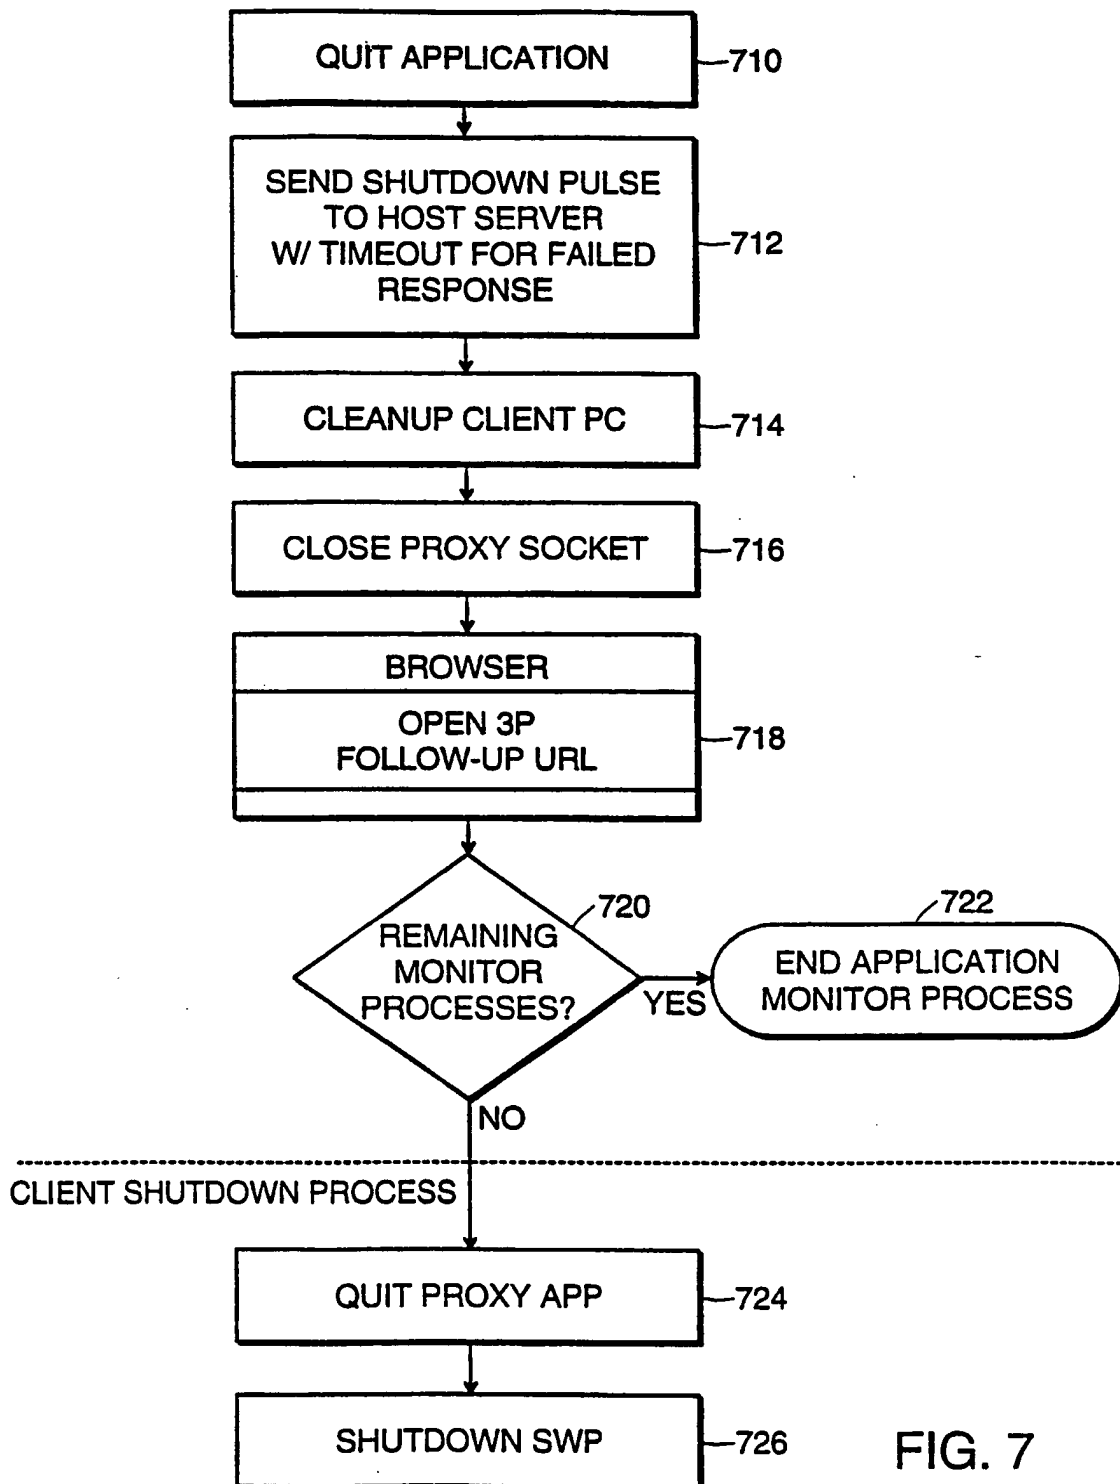 QUIT APPLICATION
710
SEND SHUTDOWN PULSE
TO HOST SERVER
W/ TIMEOUT FOR FAILED
RESPONSE
712
CLEANUP CLIENT PC
714
CLOSE PROXY SOCKET
716
BROWSER
OPEN 3P
FOLLOW-UP URL
718
REMAINING
MONITOR
PROCESSES?
720
YES
722
END APPLICATION
MONITOR PROCESS
NO
CLIENT SHUTDOWN PROCESS
QUIT PROXY APP
724
SHUTDOWN SWP
726
FIG. 7